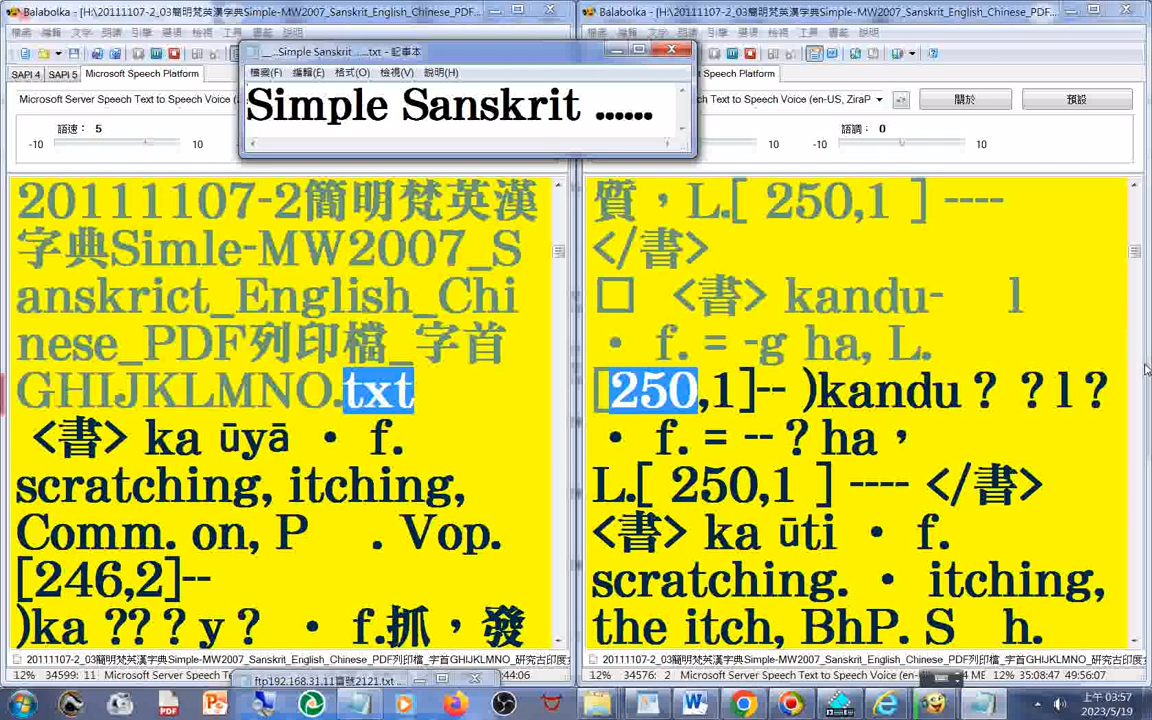 Balabolka - [H:\20111107-2_03簡明梵英漢字典Simple-MW2007_Sanskrit_English_Chinese_PDF...
Balabolka - [H:\20111107-2_03簡明梵英漢字典Simple-MW2007_Sanskrit_English_Chinese_PDF...
__...Simple Sanskrit ......txt - 記事本
檔案(F) 編輯(E) 格式(O) 檢視(V) 說明(H)
Simple Sanskrit ......
SAPI 4 SAPI 5 Microsoft Speech Platform
Microsoft Server Speech Text to Speech Voice (
語速： 5
-10 10
t Speech Platform
ch Text to Speech Voice (en-US, ZiraP
關於 預設
10
語調： 0
-10 10
20111107-2簡明梵英漢
字典Simle-MW2007_S
anskrict_English_Chi
nese_PDF列印檔_字首
GHIJKLMNO.txt
<書> ka ūyā • f.
scratching, itching,
Comm. on, P . Vop.
[246,2]--
)ka ??？y？ • f.抓，發
質，L.[ 250,1 ] ----
</書>
□ <書> kandu- l
• f. = -g ha, L.
[250,1]-- )kandu？ ？l？
• f. = --？ha，
L.[ 250,1 ] ---- </書>
<書> ka ūti • f.
scratching. • itching,
the itch, BhP. S h.
20111107-2_03簡明梵英漢字典Simple-MW2007_Sanskrit_English_Chinese_PDF列印檔_字首GHIJKLMNO_研究古印度
20111107-2_03簡明梵英漢字典Simple-MW2007_Sanskrit_English_Chinese_PDF列印檔_字首GHIJKLMNO_研究古印度
12% 34599: 11 Microsoft Server Speech
ftp192.168.31.11富號2121.txt ...
44:06
12% 34576: 2 Microsoft Server Speech Text to Speech Voice (en-
4 ME
35:08:47 49:56:07
上午 03:57
2023/5/19